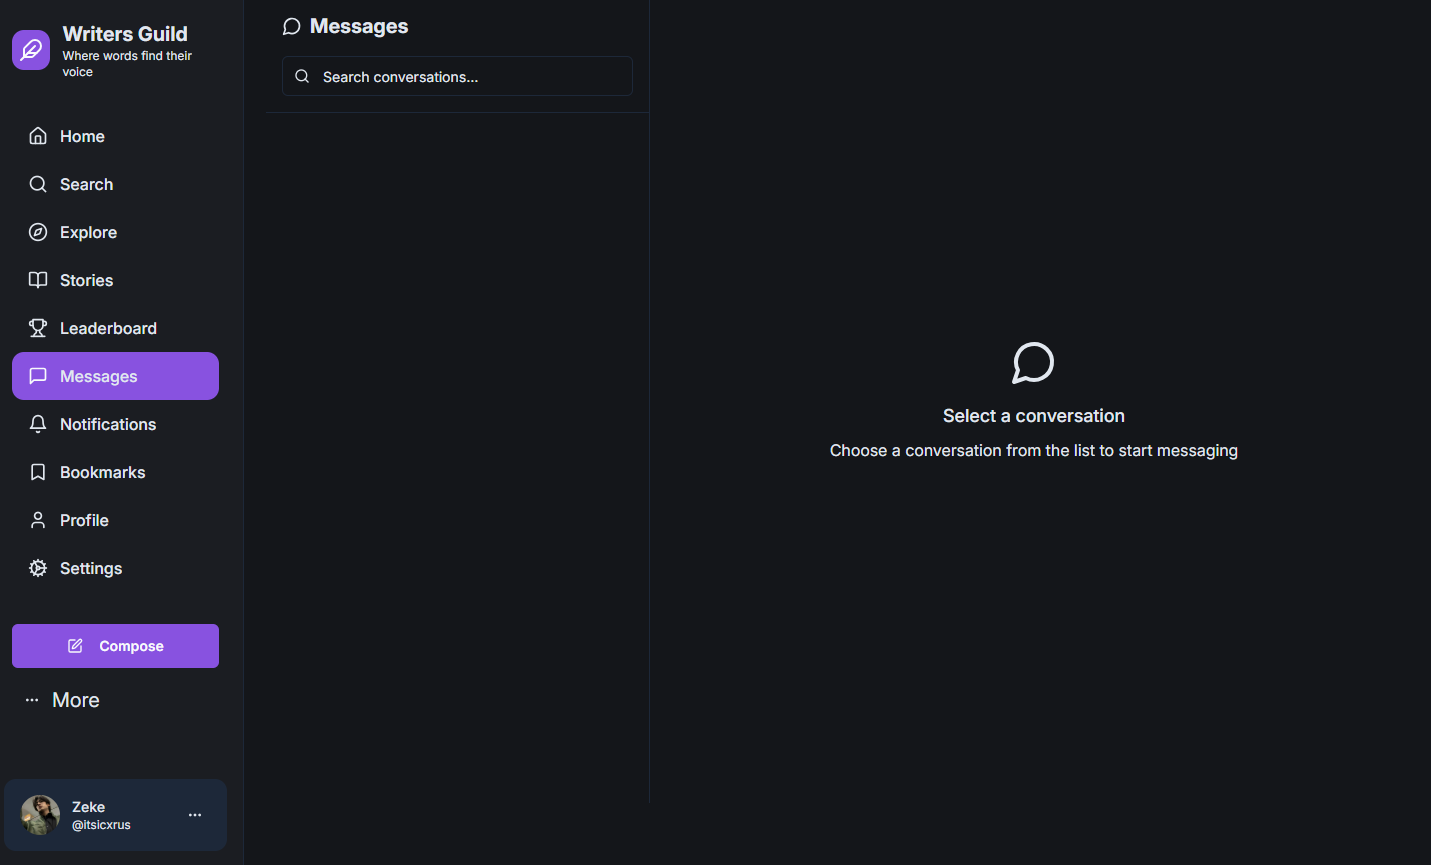 Writers Guild
Where words find their
voice
Home
Search
Explore
Stories
Leaderboard
Messages
Notifications
Bookmarks
Profile
Settings
Compose
More
Zeke
@itsicxrus
Messages
Search conversations...
Select a conversation
Choose a conversation from the list to start messaging